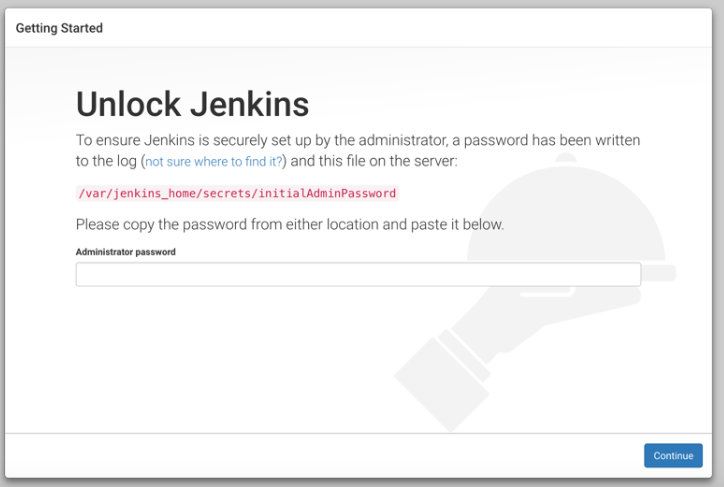 Getting Started
Unlock Jenkins
To ensure Jenkins is securely set up by the administrator, a password has been written
to the log (not sure where to find it?) and this file on the server:
/var/jenkins_home/secrets/initialAdminPassword
Please copy the password from either location and paste it below.
Administrator password
Continue